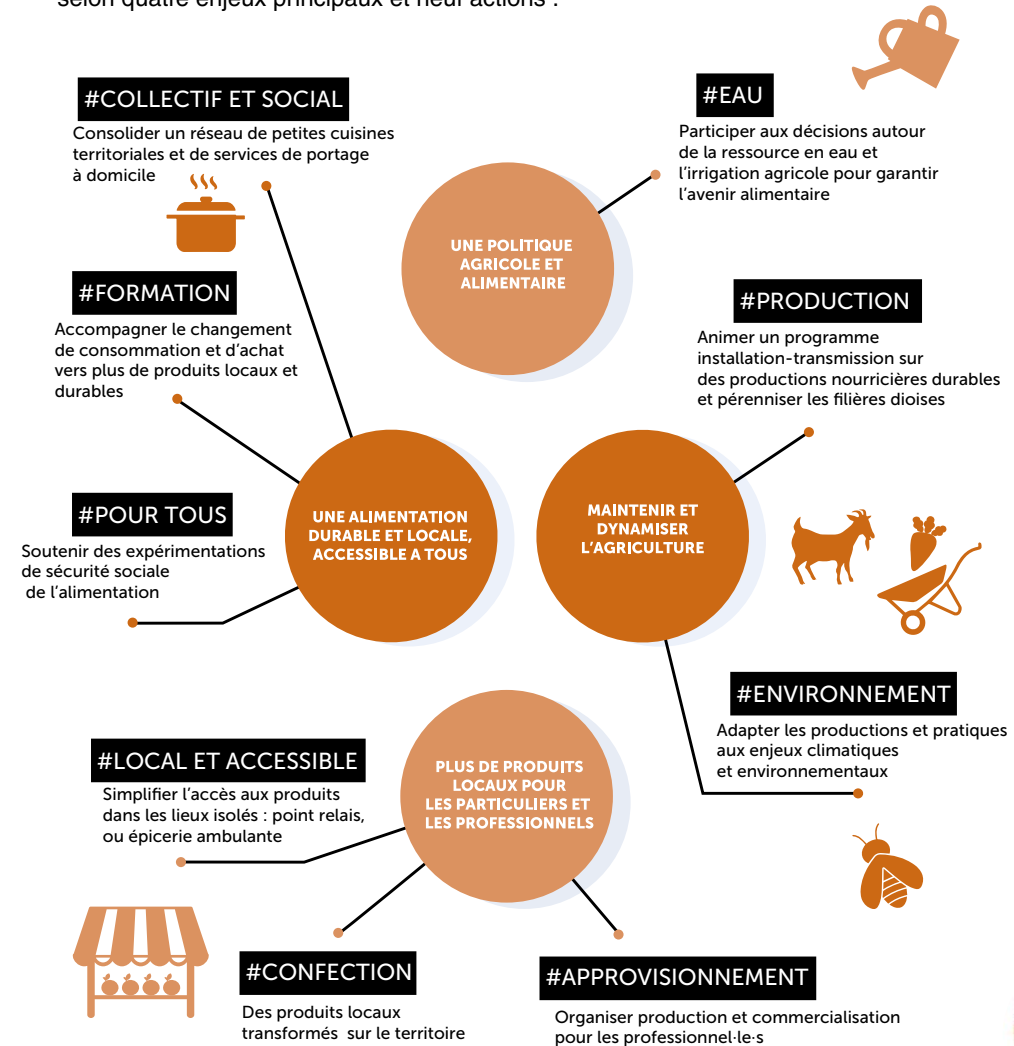 selon quatre enjeux principaux et neuf actions :
#COLLECTIF ET SOCIAL
Consolider un réseau de petites cuisines
territoriales et de services de portage
à domicile
#EAU
Participer aux décisions autour
de la ressource en eau et
l'irrigation agricole pour garantir
l'avenir alimentaire
UNE POLITIQUE
AGRICOLE ET
ALIMENTAIRE
#FORMATION
Accompagner le changement
de consommation et d'achat
vers plus de produits locaux et
durables
#PRODUCTION
Animer un programme
installation-transmission sur
des productions nourricières durables
et pérenniser les filières dioises
#POUR TOUS
Soutenir des expérimentations
de sécurité sociale
de l'alimentation
UNE ALIMENTATION
DURABLE ET LOCALE,
ACCESSIBLE A TOUS
MAINTENIR ET
DYNAMISER
L'AGRICULTURE
#ENVIRONNEMENT
Adapter les productions et pratiques
aux enjeux climatiques
et environnementaux
#LOCAL ET ACCESSIBLE
Simplifier l'accès aux produits
dans les lieux isolés : point relais,
ou épicerie ambulante
PLUS DE PRODUITS
LOCAUX POUR
LES PARTICULIERS ET
LES PROFESSIONNELS
#CONFECTION
Des produits locaux
transformés sur le territoire
#APPROVISIONNEMENT
Organiser production et commercialisation
pour les professionnel·le·s